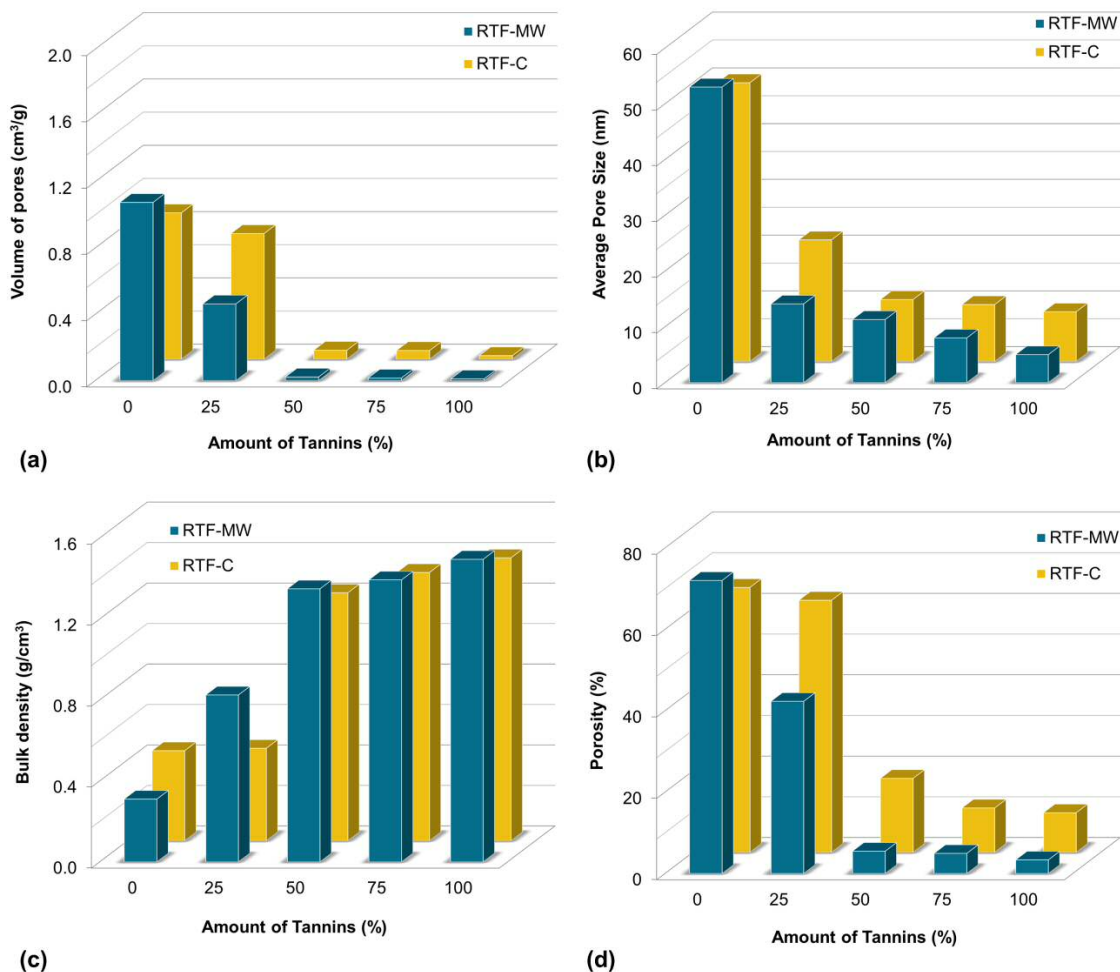 RTF-MW
RTF-C
2.0
1.6
1.2
0.8
0.4
0.0
Volume of pores (cm³/g)
0 25 50 75 100
Amount of Tannins (%)
(a)
RTF-MW
RTF-C
60
50
40
30
20
10
0
Average Pore Size (nm)
0 25 50 75 100
Amount of Tannins (%)
(b)
RTF-MW
RTF-C
1.6
1.2
0.8
0.4
0.0
Bulk density (g/cm³)
0 25 50 75 100
Amount of Tannins (%)
(c)
RTF-MW
RTF-C
80
60
40
20
0
Porosity (%)
0 25 50 75 100
Amount of Tannins (%)
(d)